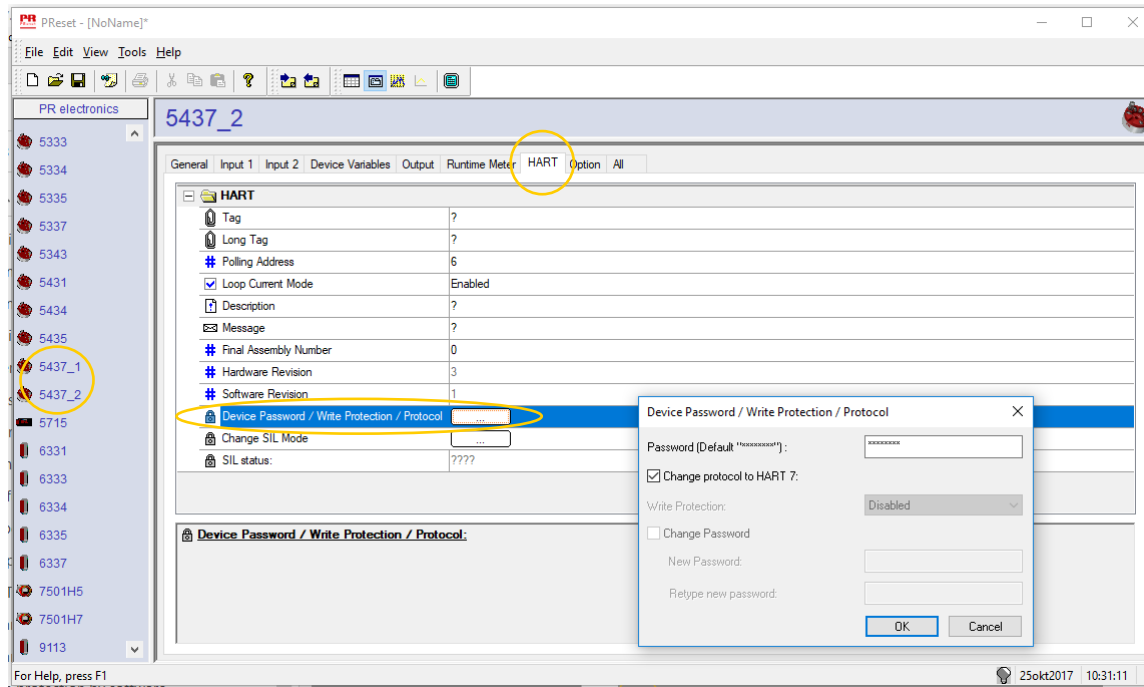 PR PReset - [NoName]*
File Edit View Tools Help
PR electronics
5333
5334
5335
5337
5343
5431
5434
5435
5437_1
5437_2
5715
6331
6333
6334
6335
6337
7501H5
7501H7
9113
5437_2
General Input 1 Input 2 Device Variables Output Runtime Meter HART Option All
HART
Tag ?
Long Tag ?
Polling Address 6
Loop Current Mode Enabled
Description ?
Message ?
Final Assembly Number 0
Hardware Revision 3
Software Revision 1
Device Password / Write Protection / Protocol ...
Change SIL Mode ...
SIL status: ????
Device Password / Write Protection / Protocol:
Device Password / Write Protection / Protocol
Password (Default "********") : ********
Change protocol to HART 7:
Write Protection: Disabled
Change Password
New Password:
Retype new password:
OK Cancel
For Help, press F1 25okt2017 10:31:11